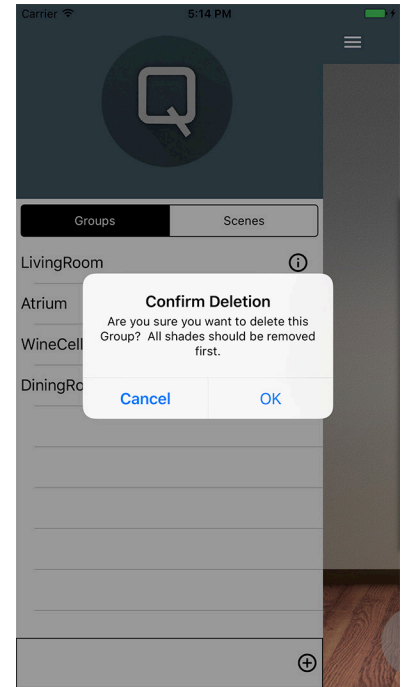 Carrier 5:14 PM
Q
Groups Scenes
LivingRoom
Atrium
WineCell
DiningRo
Confirm Deletion
Are you sure you want to delete this
Group? All shades should be removed
first.
Cancel OK